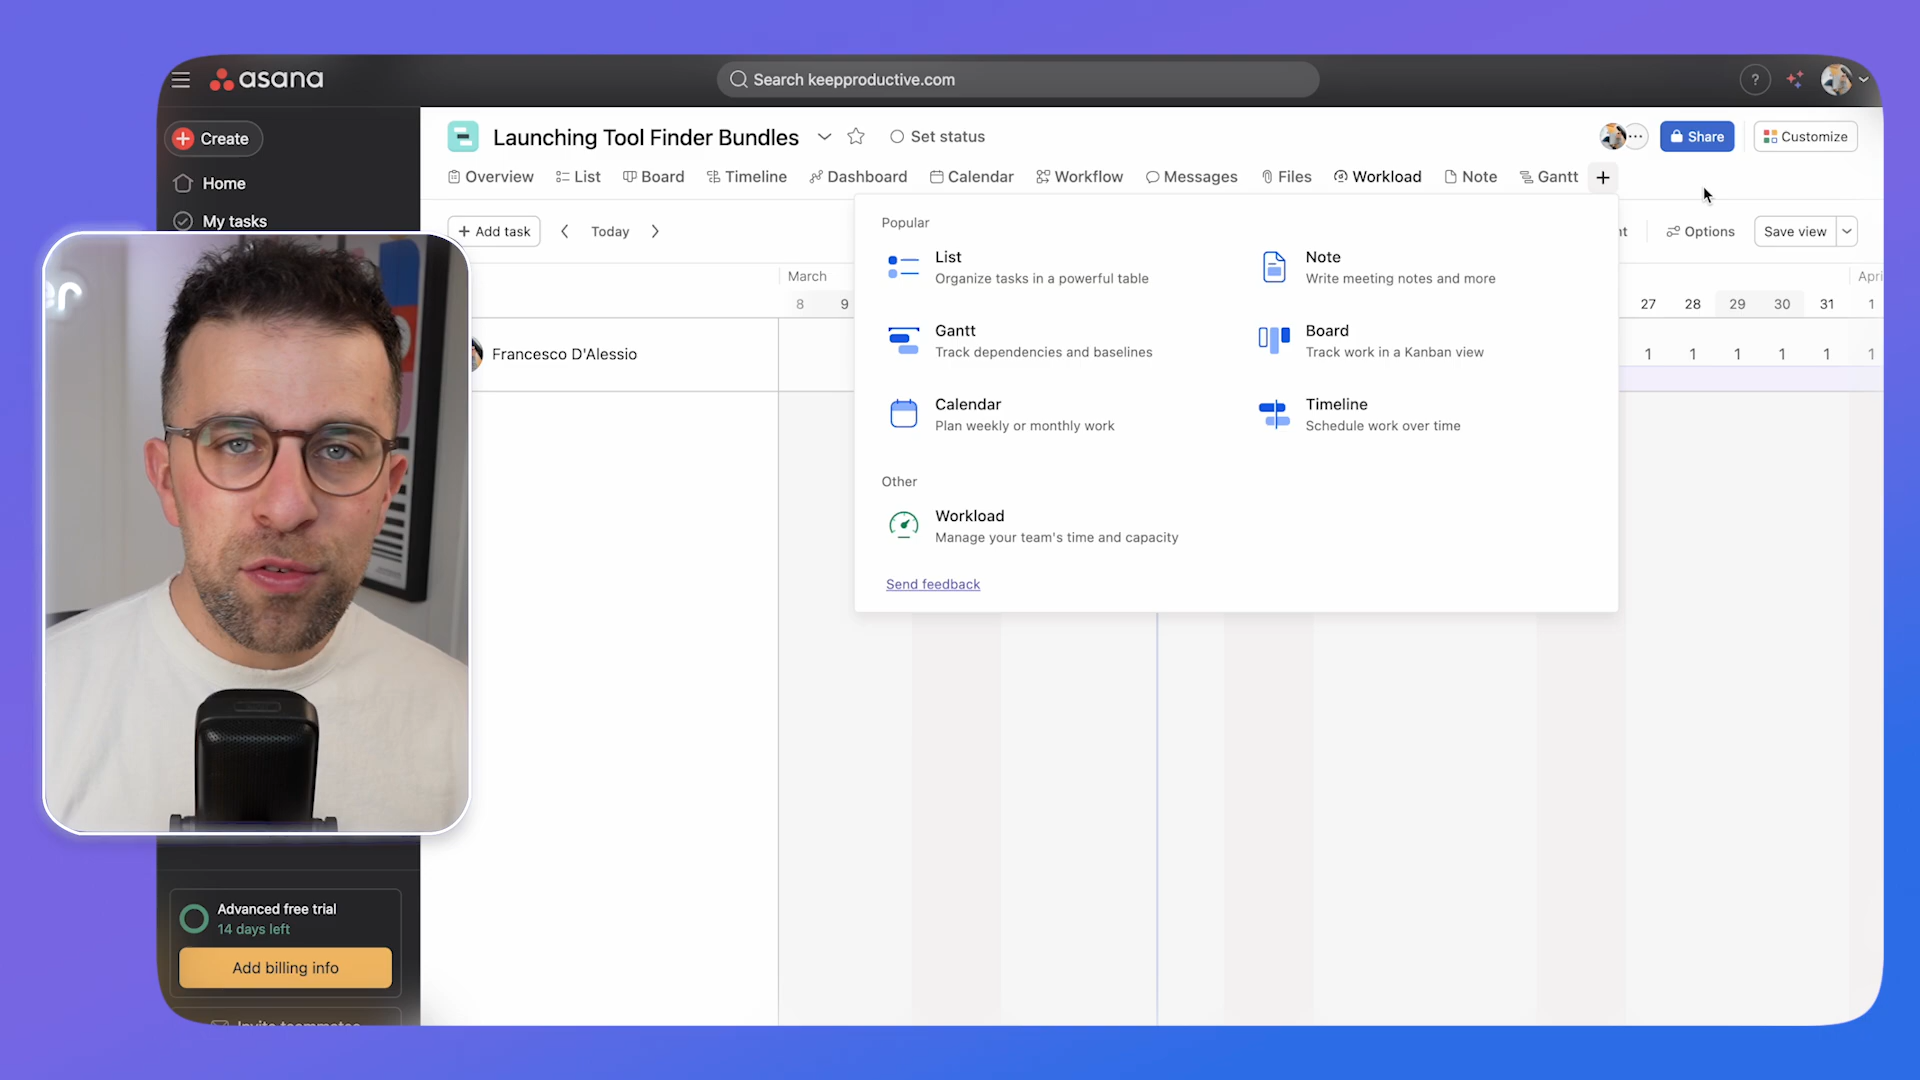 asana
Search keepproductive.com
?
Create
Home
My tasks
Launching Tool Finder Bundles
Set status
Share
Customize
Overview
List
Board
Timeline
Dashboard
Calendar
Workflow
Messages
Files
Workload
Note
Gantt
+ Add task
Today
Options
Save view
March
8 9
27 28 29 30 31 1
Francesco D'Alessio
1 1 1 1 1 1
Popular
List
Organize tasks in a powerful table
Note
Write meeting notes and more
Gantt
Track dependencies and baselines
Board
Track work in a Kanban view
Calendar
Plan weekly or monthly work
Timeline
Schedule work over time
Other
Workload
Manage your team's time and capacity
Send feedback
Advanced free trial
14 days left
Add billing info
Invite teammates